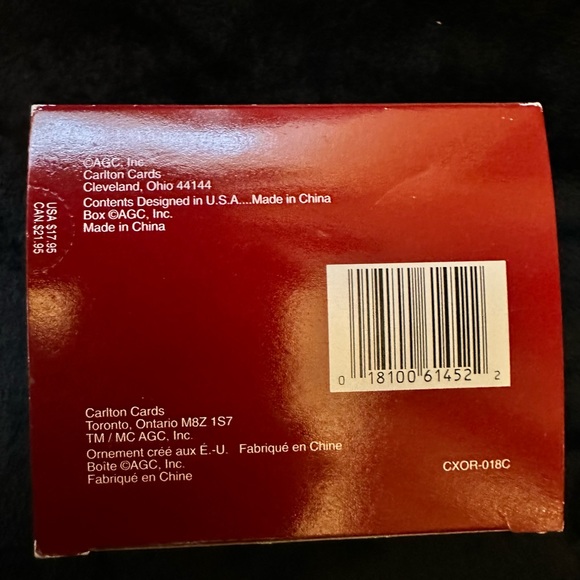 ©AGC, Inc.
Carlton Cards
Cleveland, Ohio 44144
Contents Designed in U.S.A....Made in China
Box ©AGC, Inc.
Made in China
USA $17.95
CAN $21.95
0 18100 61452 2
Carlton Cards
Toronto, Ontario M8Z 1S7
TM / MC AGC, Inc.
Ornement créé aux É.-U. Fabriqué en Chine
Boîte ©AGC, Inc.
Fabriqué en Chine
CXOR-018C